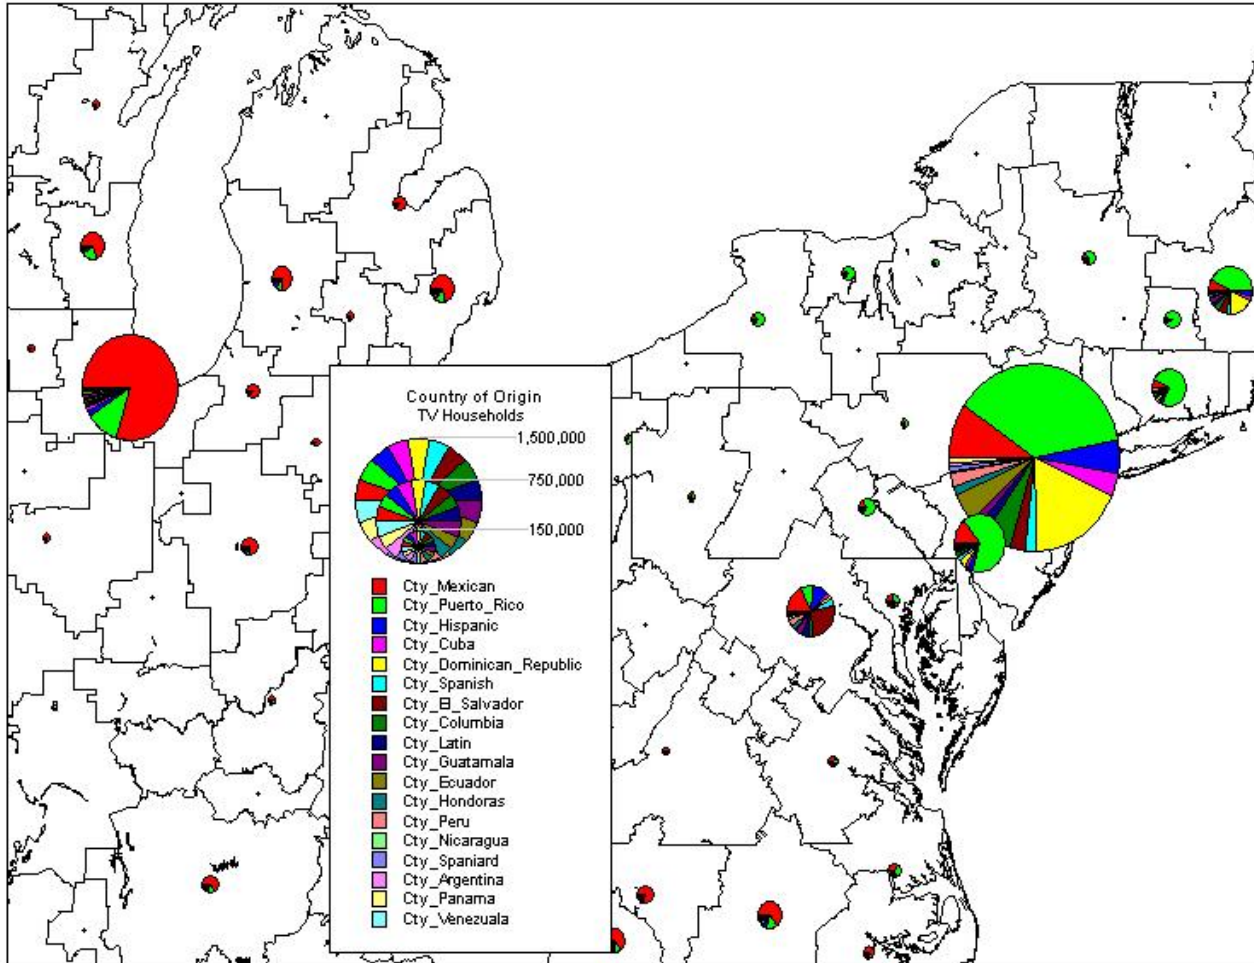 Country of Origin
TV Households
1,500,000
750,000
150,000
Cty_Mexican
Cty_Puerto_Rico
Cty_Hispanic
Cty_Cuba
Cty_Dominican_Republic
Cty_Spanish
Cty_El_Salvador
Cty_Columbia
Cty_Latin
Cty_Guatamala
Cty_Ecuador
Cty_Hondoras
Cty_Peru
Cty_Nicaragua
Cty_Spaniard
Cty_Argentina
Cty_Panama
Cty_Venezuala